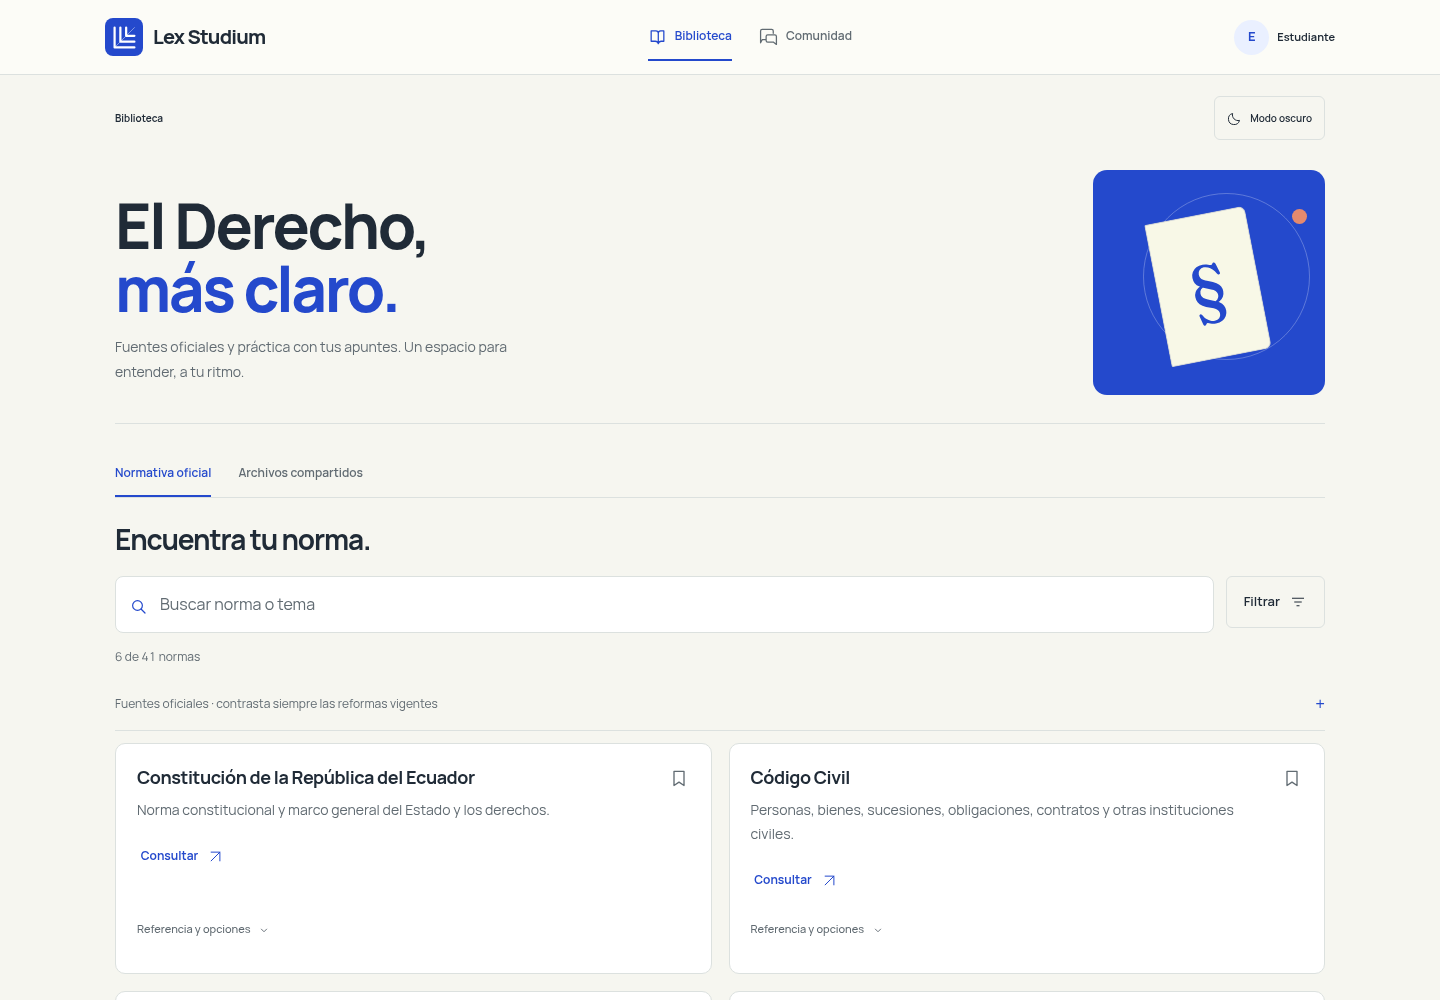 Lex Studium
Biblioteca
Comunidad
E
Estudiante
Biblioteca
Modo oscuro
El Derecho,
más claro.
§
Fuentes oficiales y práctica con tus apuntes. Un espacio para
entender, a tu ritmo.
Normativa oficial
Archivos compartidos
Encuentra tu norma.
Buscar norma o tema
Filtrar
6 de 41 normas
Fuentes oficiales · contrasta siempre las reformas vigentes
+
Constitución de la República del Ecuador
Norma constitucional y marco general del Estado y los derechos.
Consultar
Referencia y opciones
Código Civil
Personas, bienes, sucesiones, obligaciones, contratos y otras instituciones
civiles.
Consultar
Referencia y opciones